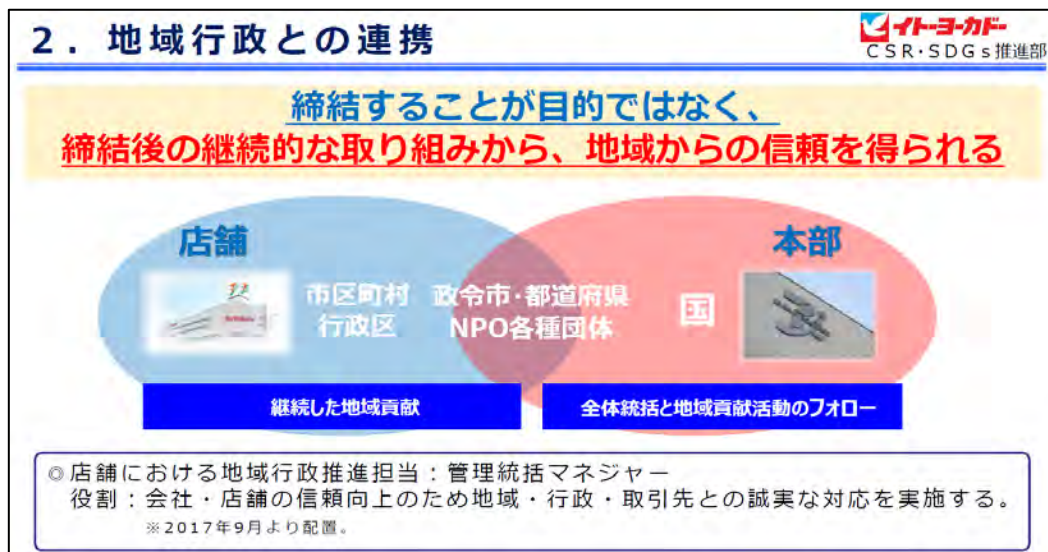 2．地域行政との連携
イトーヨーカドー
CSR・SDGs推進部
締結することが目的ではなく、
締結後の継続的な取り組みから、地域からの信頼を得られる
店舗
本部
市区町村
行政区
政令市・都道府県
NPO各種団体
国
継続した地域貢献
全体統括と地域貢献活動のフォロー
◎店舗における地域行政推進担当：管理統括マネジャー
役割：会社・店舗の信頼向上のため地域・行政・取引先との誠実な対応を実施する。
※2017年9月より配置。